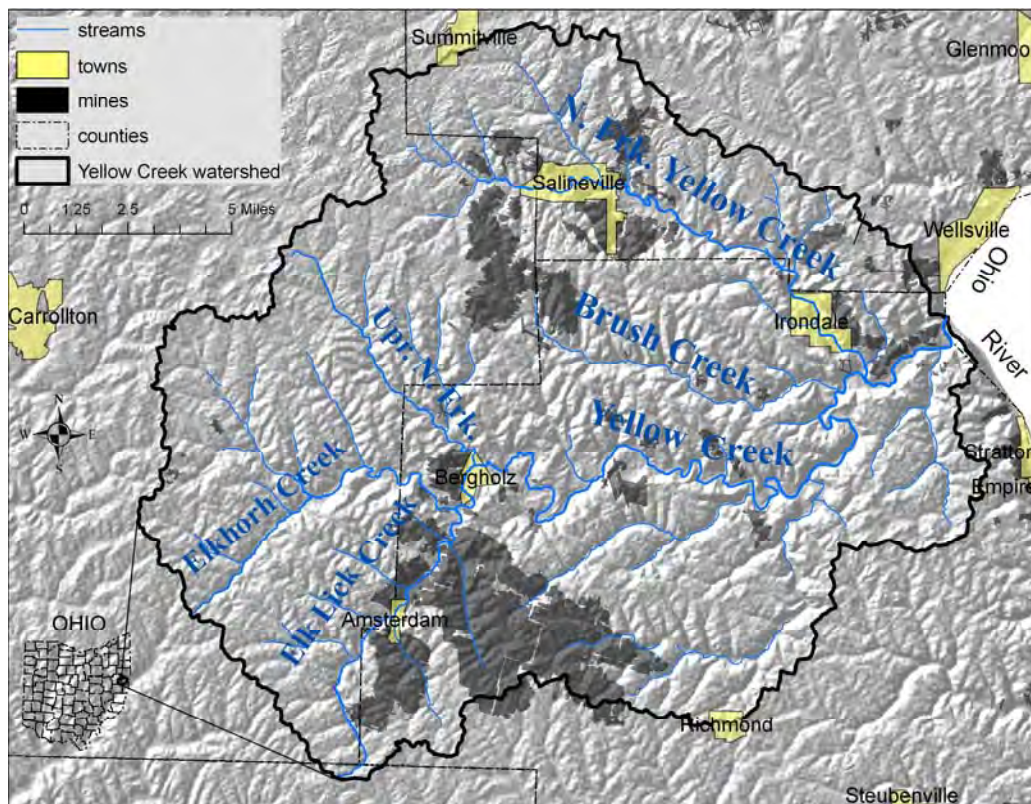 streams
towns
mines
counties
Yellow Creek watershed
0 1.25 2.5 5 Miles
Summitville
Glenmoo
N. Frk. Yellow Creek
Salineville
Wellsville
Ohio
River
Carrollton
Upr. N. Frk.
Brush Creek
Irondale
N
W E
S
Yellow Creek
Stratton
Empire
Bergholz
Elkhorh Creek
Elk Lick Creek
Amsterdam
OHIO
Richmond
Steubenville